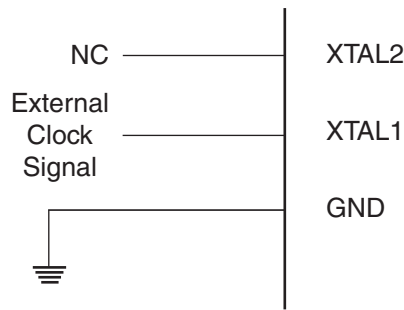 NC
XTAL2
External
Clock
Signal
XTAL1
GND